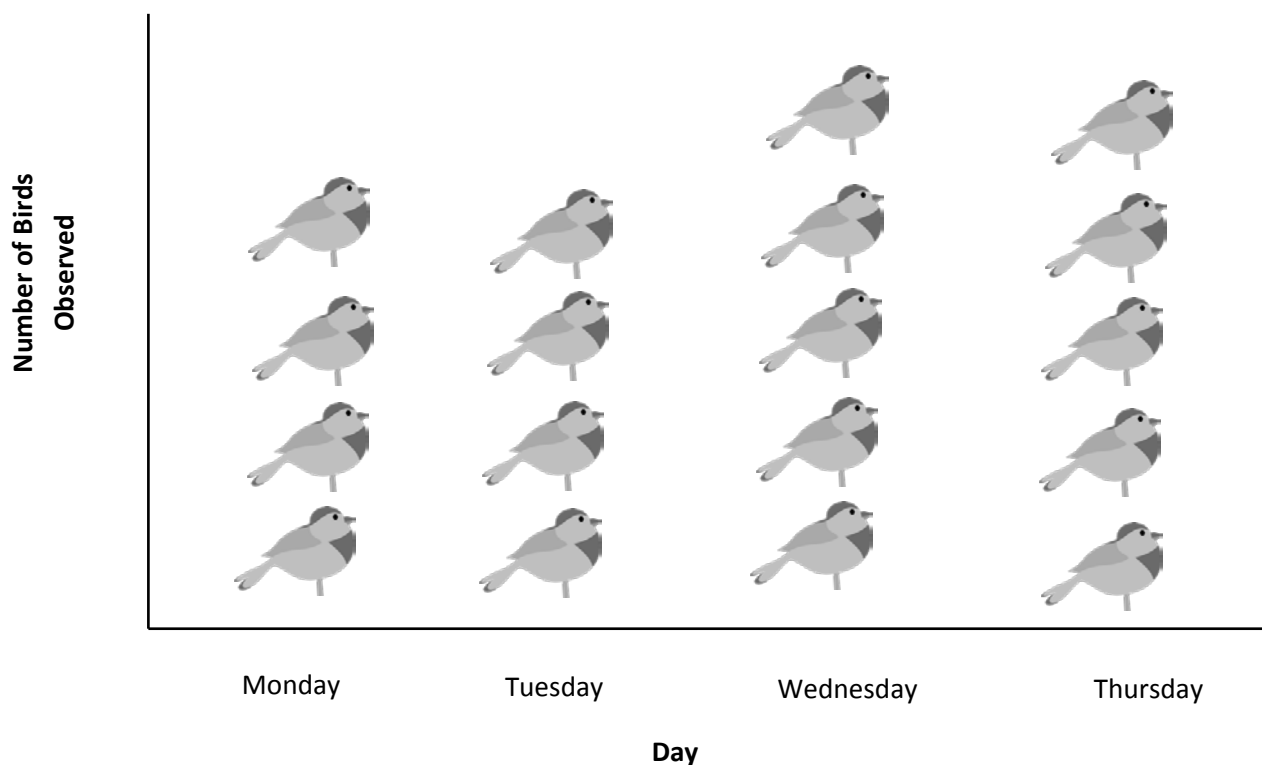 Number of Birds
Observed
Monday
Tuesday
Wednesday
Thursday
Day